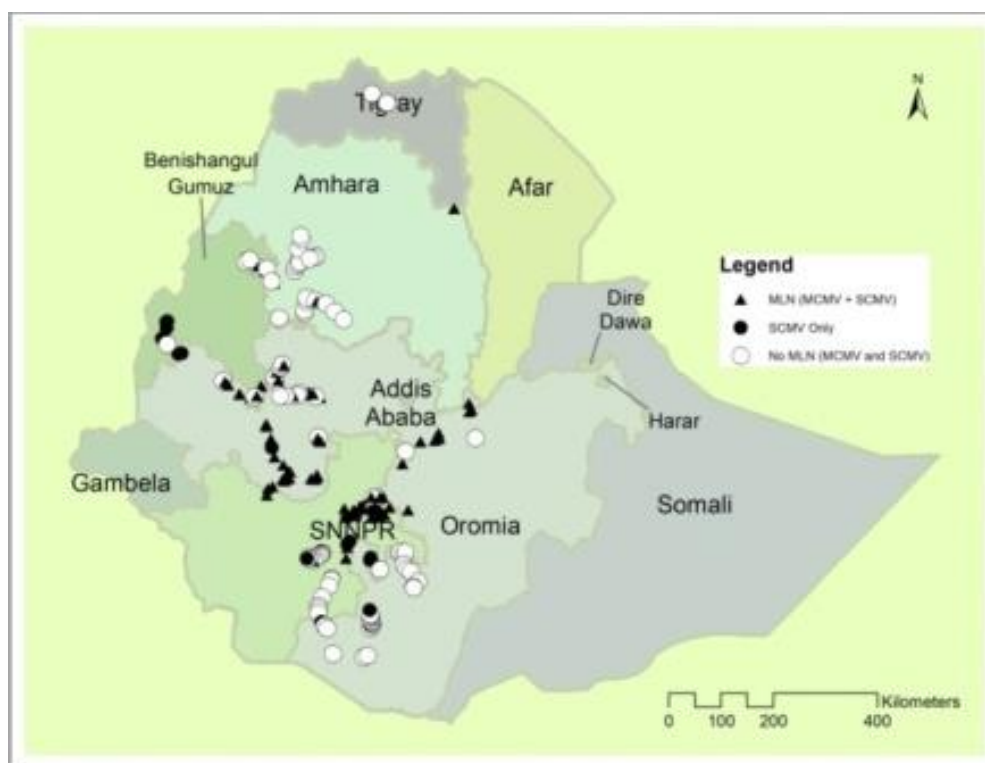 N
Tigray
Benishangul
Gumuz
Amhara
Afar
Legend
MLN (MCMV + SCMV)
SCMV Only
No MLN (MCMV and SCMV)
Dire
Dawa
Addis
Ababa
Harar
Gambela
Somali
SNNPR
Oromia
Kilometers
0 100 200 400